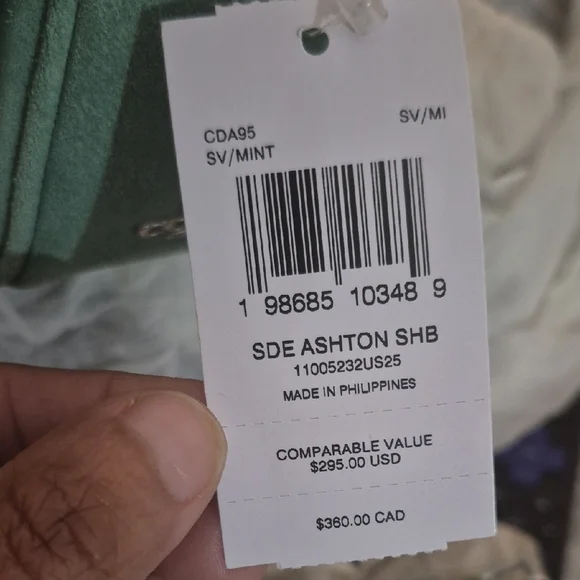 CDA95
SV/MI
SV/MINT
1 98685 10348 9
SDE ASHTON SHB
11005232US25
MADE IN PHILIPPINES
COMPARABLE VALUE
$295.00 USD
$360.00 CAD